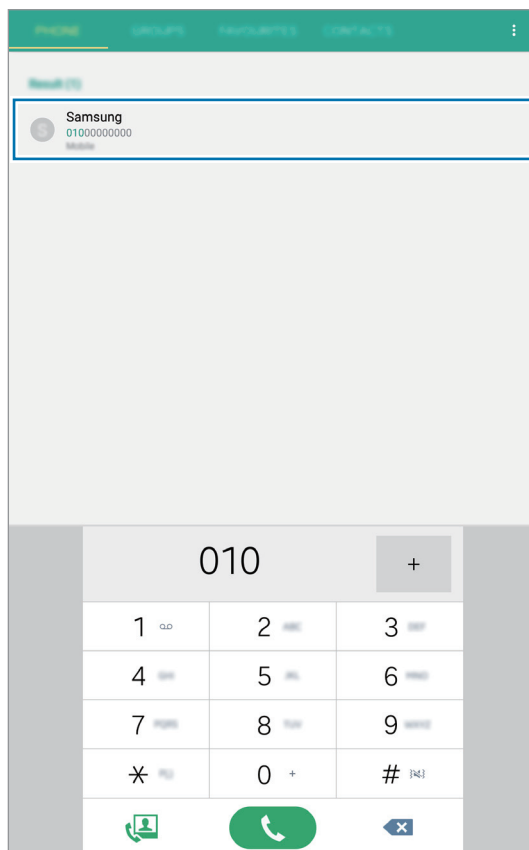 PHONE GROUPS FAVOURITES CONTACTS
Result (1)
S Samsung
01000000000
Mobile
010 +
1
2 ABC
3 DEF
4 GHI
5 JKL
6 MNO
7 PQRS
8 TUV
9 WXYZ
*
0 +
#